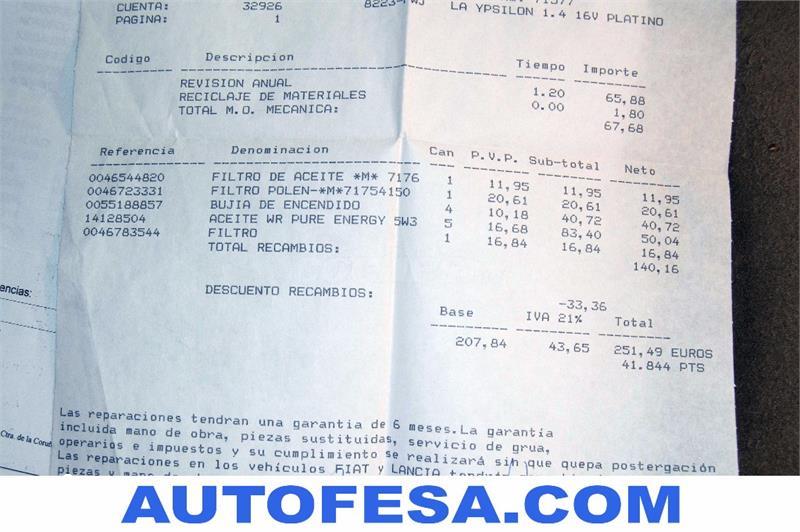 CUENTA: 32926
PAGINA: 1
LA YPSILON 1.4 16V PLATINO
Codigo Descripcion Tiempo Importe
REVISION ANUAL 1.20 65,88
RECICLAJE DE MATERIALES 0.00 1,80
TOTAL M.O. MECANICA: 67,68
Referencia Denominacion Can P.V.P. Sub-total Neto
0046544820 FILTRO DE ACEITE *M* 7176 1 11,95 11,95 11,95
0046723331 FILTRO POLEN-*M*71754150 1 20,61 20,61 20,61
0055188857 BUJIA DE ENCENDIDO 4 10,18 40,72 40,72
14128504 ACEITE WR PURE ENERGY 5W3 5 16,68 83,40 50,04
0046783544 FILTRO 1 16,84 16,84 16,84
TOTAL RECAMBIOS: 140,16
DESCUENTO RECAMBIOS: -33,36
Base IVA 21% Total
207,84 43,65 251,49 EUROS
41.844 PTS
encias:
Ctra. de la Coruñ
Las reparaciones tendran una garantia de 6 meses.La garantia
incluida mano de obra, piezas sustituidas, servicio de grua,
operarios e impuestos y su cumplimiento se realizará sin que quepa postergación
Las reparaciones en los vehículos FIAT y LANCIA
piezas y mano de
AUTOFESA.COM